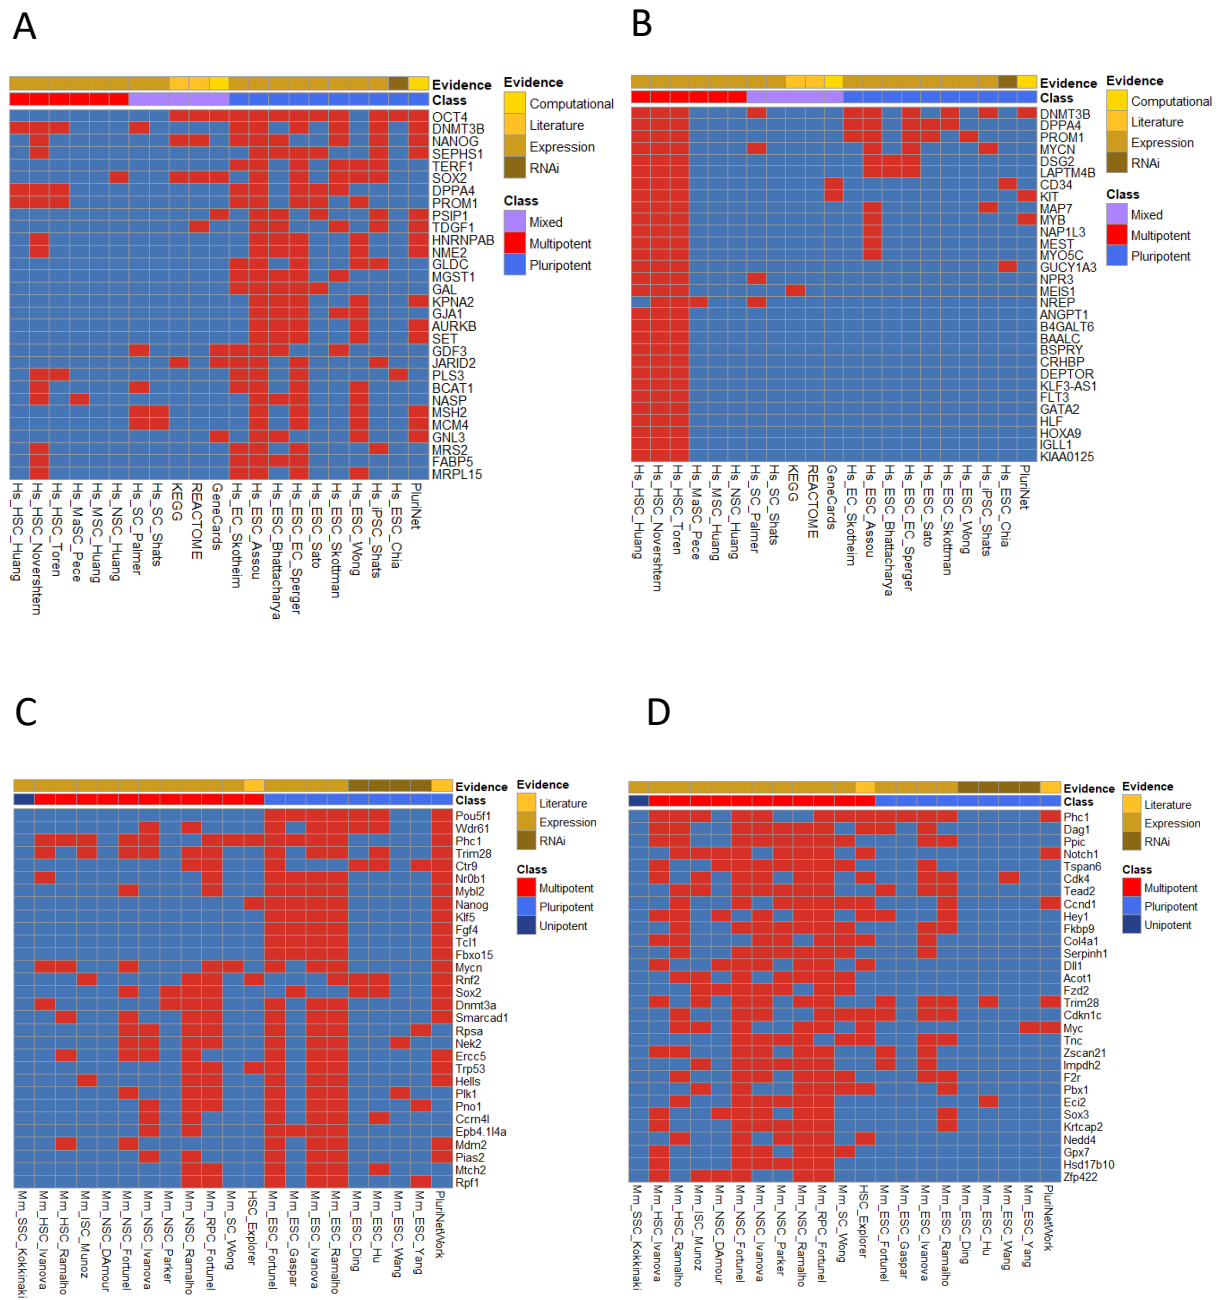 A
Evidence
Class
OCT4
DNMT3B
NANOG
SEPHS1
TERF1
SOX2
DPPA4
PROM1
PSIP1
TDGF1
HNRNPAB
NME2
GLDC
MGST1
GAL
KPNA2
GJA1
AURKB
SET
GDF3
JARID2
PLS3
BCAT1
NASP
MSH2
MCM4
GNL3
MRS2
FABP5
MRPL15
Hs_HSC_Huang
Hs_HSC_Novershtern
Hs_HSC_Toren
Hs_MaSC_Pece
Hs_MSC_Huang
Hs_NSC_Huang
Hs_SC_Palmer
Hs_SC_Shats
KEGG
REACTOME
GeneCards
Hs_EC_Skotheim
Hs_ESC_Assou
Hs_ESC_Bhattacharya
Hs_ESC_EC_Sperger
Hs_ESC_Sato
Hs_ESC_Skottman
Hs_ESC_Wong
Hs_iPSC_Shats
Hs_ESC_Chia
PluriNet
Evidence
Computational
Literature
Expression
RNAi
Class
Mixed
Multipotent
Pluripotent
B
Evidence
Class
DNMT3B
DPPA4
PROM1
MYCN
DSG2
LAPTM4B
CD34
KIT
MAP7
MYB
NAP1L3
MEST
MYO5C
GUCY1A3
NPR3
MEIS1
NREP
ANGPT1
B4GALT6
BAALC
BSPRY
CRHBP
DEPTOR
KLF3-AS1
FLT3
GATA2
HLF
HOXA9
IGLL1
KIAA0125
Hs_HSC_Huang
Hs_HSC_Novershtern
Hs_HSC_Toren
Hs_MaSC_Pece
Hs_MSC_Huang
Hs_NSC_Huang
Hs_SC_Palmer
Hs_SC_Shats
KEGG
REACTOME
GeneCards
Hs_EC_Skotheim
Hs_ESC_Assou
Hs_ESC_Bhattacharya
Hs_ESC_EC_Sperger
Hs_ESC_Sato
Hs_ESC_Skottman
Hs_ESC_Wong
Hs_iPSC_Shats
Hs_ESC_Chia
PluriNet
Evidence
Computational
Literature
Expression
RNAi
Class
Mixed
Multipotent
Pluripotent
C
Evidence
Class
Pou5f1
Wdr61
Phc1
Trim28
Ctr9
Nr0b1
Mybl2
Nanog
Klf5
Fgf4
Tcl1
Fbxo15
Mycn
Rnf2
Sox2
Dnmt3a
Smarcad1
Rpsa
Nek2
Ercc5
Trp53
Hells
Plk1
Pno1
Ccrn4l
Epb4.1l4a
Mdm2
Pias2
Mtch2
Rpf1
Mm_SSC_Kokkinaki
Mm_HSC_Ivanova
Mm_HSC_Ramalho
Mm_ISC_Munoz
Mm_NSC_DAmour
Mm_NSC_Fortunel
Mm_NSC_Ivanova
Mm_NSC_Parker
Mm_NSC_Ramalho
Mm_RPC_Fortunel
Mm_SC_Wong
HSC_Explorer
Mm_ESC_Fortunel
Mm_ESC_Gaspar
Mm_ESC_Ivanova
Mm_ESC_Ramalho
Mm_ESC_Ding
Mm_ESC_Hu
Mm_ESC_Wang
Mm_ESC_Yang
PluriNetWork
Evidence
Literature
Expression
RNAi
Class
Multipotent
Pluripotent
Unipotent
D
Evidence
Class
Phc1
Dag1
Ppic
Notch1
Tspan6
Cdk4
Tead2
Ccnd1
Hey1
Fkbp9
Col4a1
Serpinh1
Dll1
Acot1
Fzd2
Trim28
Cdkn1c
Myc
Tnc
Zscan21
Impdh2
F2r
Pbx1
Eci2
Sox3
Krtcap2
Nedd4
Gpx7
Hsd17b10
Zfp422
Mm_SSC_Kokkinaki
Mm_HSC_Ivanova
Mm_HSC_Ramalho
Mm_ISC_Munoz
Mm_NSC_DAmour
Mm_NSC_Fortunel
Mm_NSC_Ivanova
Mm_NSC_Parker
Mm_NSC_Ramalho
Mm_RPC_Fortunel
Mm_SC_Wong
HSC_Explorer
Mm_ESC_Fortunel
Mm_ESC_Gaspar
Mm_ESC_Ivanova
Mm_ESC_Ramalho
Mm_ESC_Ding
Mm_ESC_Hu
Mm_ESC_Wang
Mm_ESC_Yang
PluriNetWork
Evidence
Literature
Expression
RNAi
Class
Multipotent
Pluripotent
Unipotent